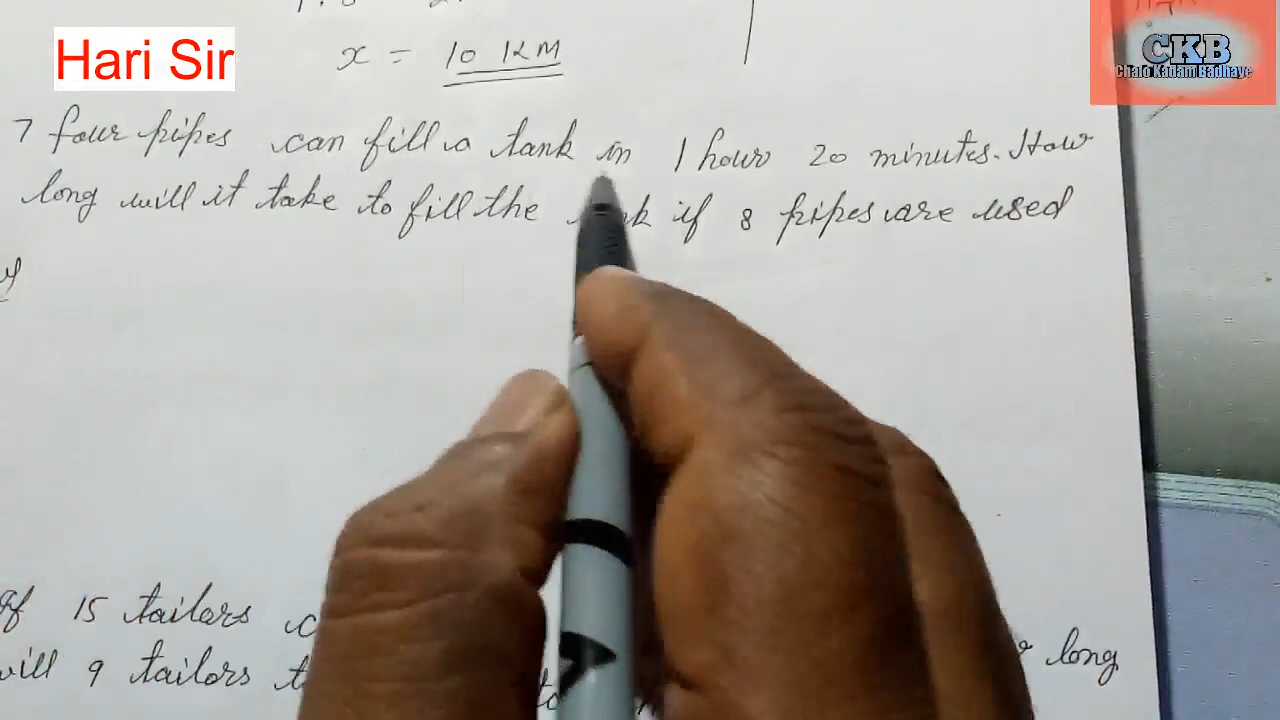 Hari Sir
CKB
Chalo Kadam Badhaye
x = 10 KM
7 four pipes can fill a tank in 1 hour 20 minutes. How
long will it take to fill the if 8 pipes are used
If 15 tailors long
will 9 tailors